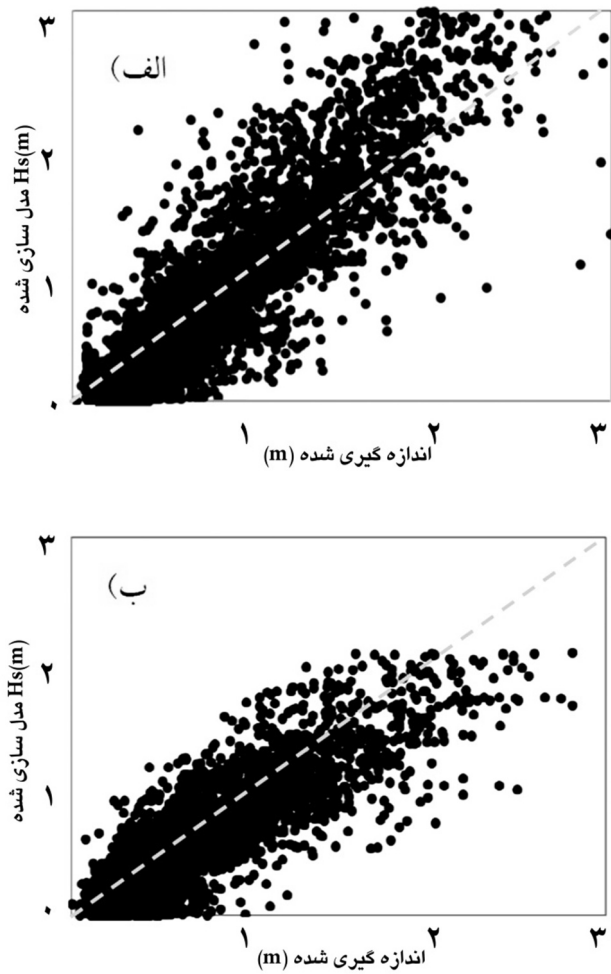 ۳
الف)
۲
Hs(m) مدل سازی شده
۱
۰
۱
۲
۳
اندازه گیری شده (m)
۳
ب)
۲
Hs(m) مدل سازی شده
۱
۰
۱
۲
۳
اندازه گیری شده (m)